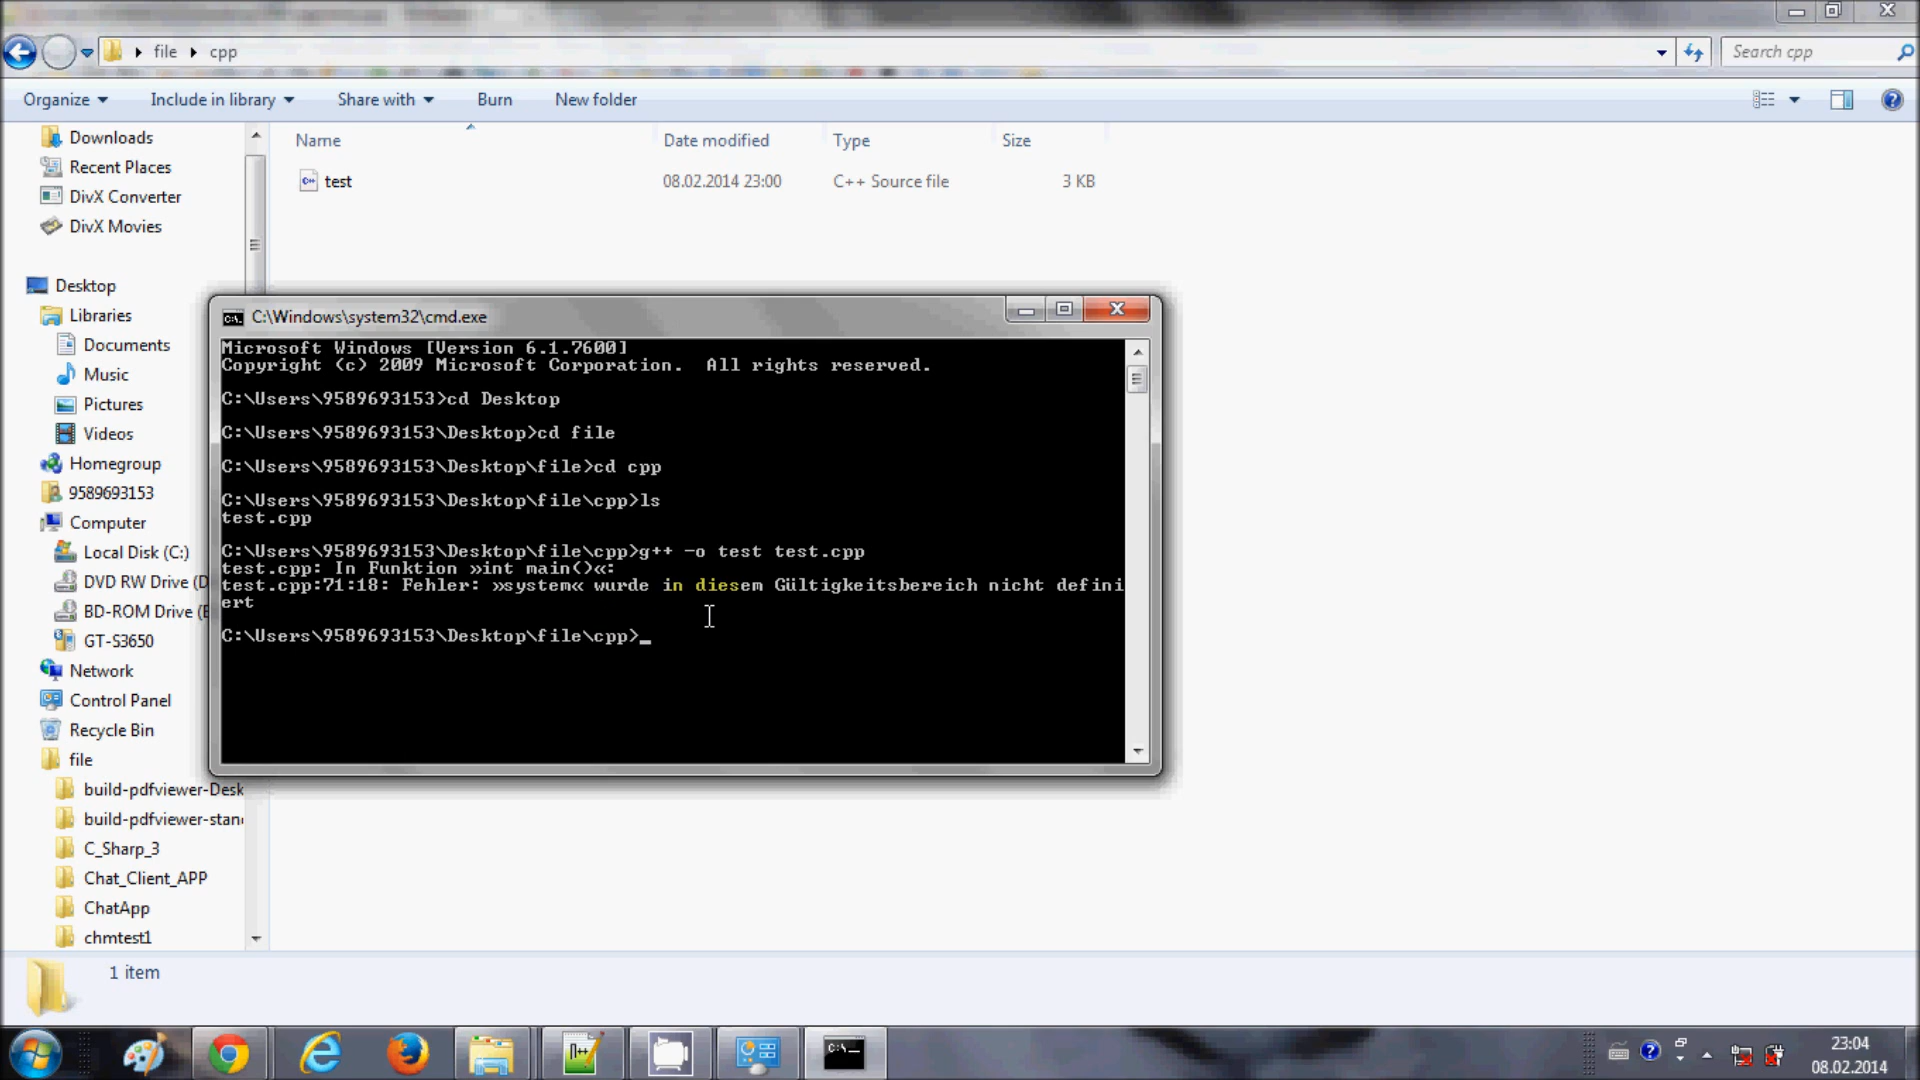 file ▸ cpp
Search cpp
Organize
Include in library
Share with
Burn
New folder
Downloads
Recent Places
DivX Converter
DivX Movies
Desktop
Libraries
Documents
Music
Pictures
Videos
Homegroup
9589693153
Computer
Local Disk (C:)
DVD RW Drive (D
BD-ROM Drive (E
GT-S3650
Network
Control Panel
Recycle Bin
file
build-pdfviewer-Desk
build-pdfviewer-stan
C_Sharp_3
Chat_Client_APP
ChatApp
chmtest1
Name Date modified Type Size
test 08.02.2014 23:00 C++ Source file 3 KB
C:\Windows\system32\cmd.exe
Microsoft Windows [Version 6.1.7600]
Copyright (c) 2009 Microsoft Corporation. All rights reserved.
C:\Users\9589693153>cd Desktop
C:\Users\9589693153\Desktop>cd file
C:\Users\9589693153\Desktop\file>cd cpp
C:\Users\9589693153\Desktop\file\cpp>ls
test.cpp
C:\Users\9589693153\Desktop\file\cpp>g++ -o test test.cpp
test.cpp: In Funktion »int main()«:
test.cpp:71:18: Fehler: »system« wurde in diesem Gültigkeitsbereich nicht defini
ert
C:\Users\9589693153\Desktop\file\cpp>_
1 item
23:04
08.02.2014